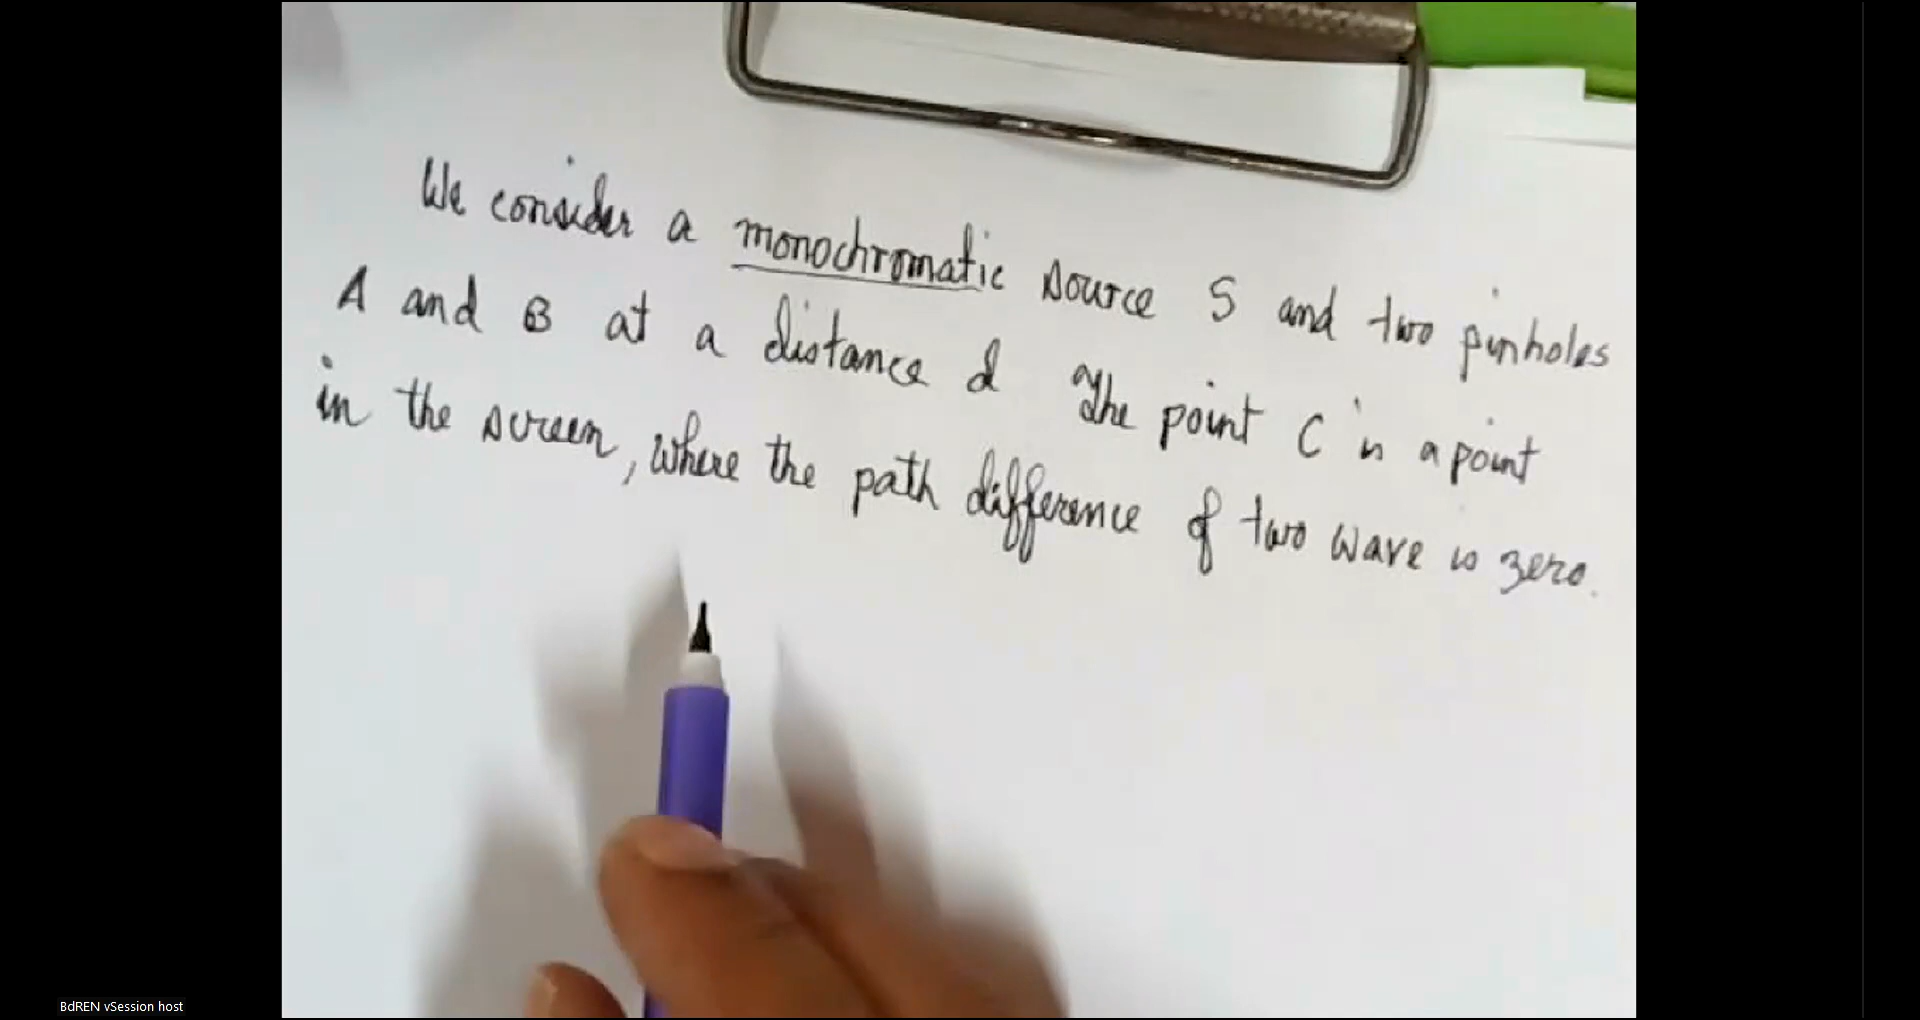 We consider a monochromatic source S and two pinholes
A and B at a distance d The point C is a point
in the screen, where the path difference of two wave is zero.
BdREN vSession host